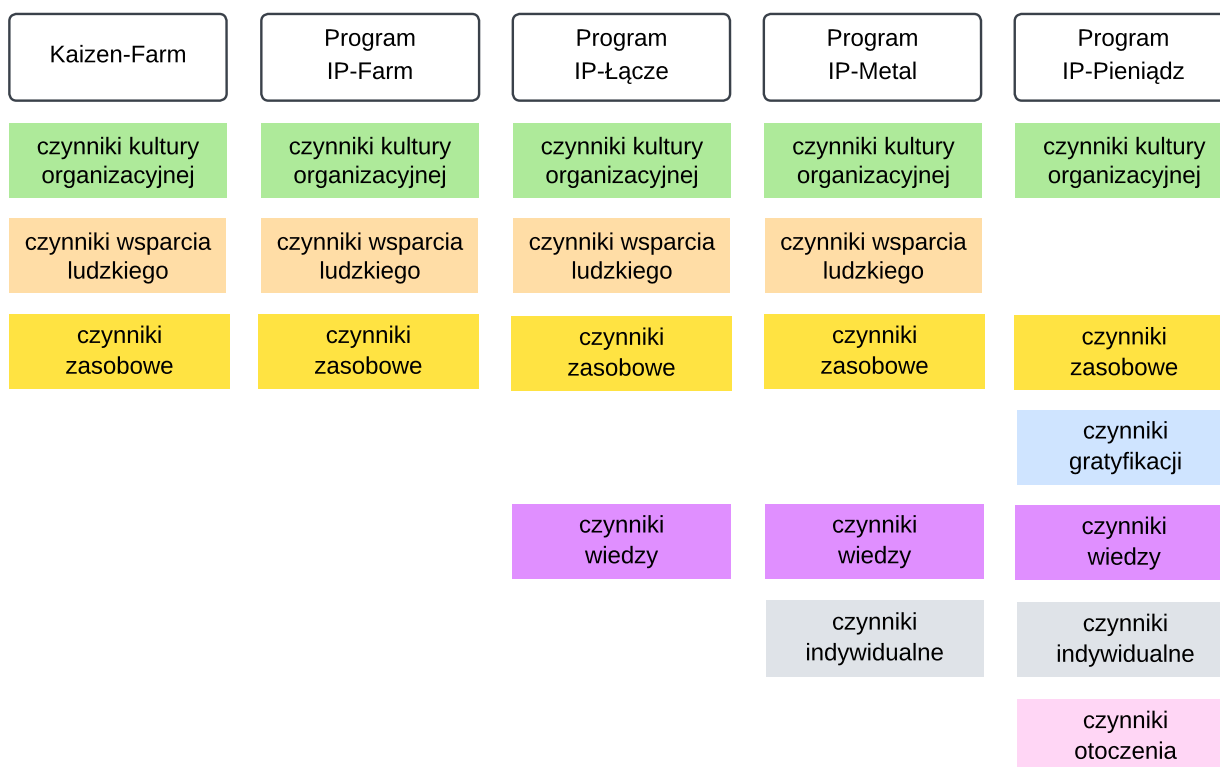 Kaizen-Farm
Program
IP-Farm
Program
IP-Łącze
Program
IP-Metal
Program
IP-Pieniądz
czynniki kultury
organizacyjnej
czynniki kultury
organizacyjnej
czynniki kultury
organizacyjnej
czynniki kultury
organizacyjnej
czynniki kultury
organizacyjnej
czynniki wsparcia
ludzkiego
czynniki wsparcia
ludzkiego
czynniki wsparcia
ludzkiego
czynniki wsparcia
ludzkiego
czynniki
zasobowe
czynniki
zasobowe
czynniki
zasobowe
czynniki
zasobowe
czynniki
zasobowe
czynniki
gratyfikacji
czynniki
wiedzy
czynniki
wiedzy
czynniki
wiedzy
czynniki
indywidualne
czynniki
indywidualne
czynniki
otoczenia